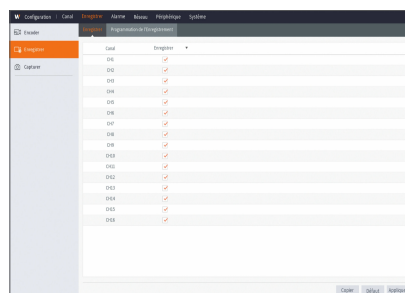 W Configuration | Canal Enregistrer Alarme Réseau Périphérique Système
Encoder
Enregistrer
Capturer
Enregistrer Programmation de l'Enregistrement
Canal Enregistrer
CH1
CH2
CH3
CH4
CH5
CH6
CH7
CH8
CH9
CH10
CH11
CH12
CH13
CH14
CH15
CH16
Copier Défaut Appliquer